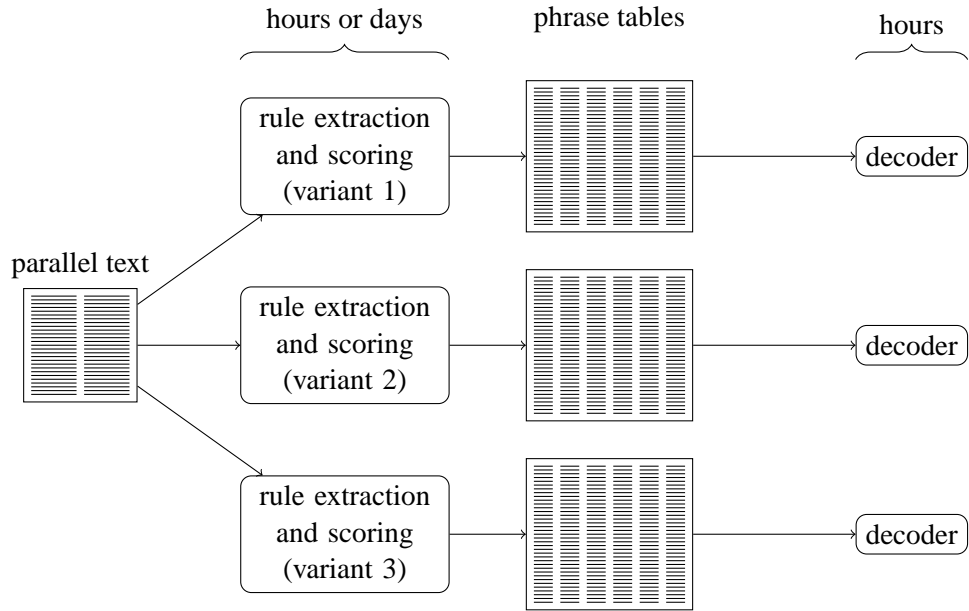 hours or days
phrase tables
hours
rule extraction
and scoring
(variant 1)
decoder
parallel text
rule extraction
and scoring
(variant 2)
decoder
rule extraction
and scoring
(variant 3)
decoder